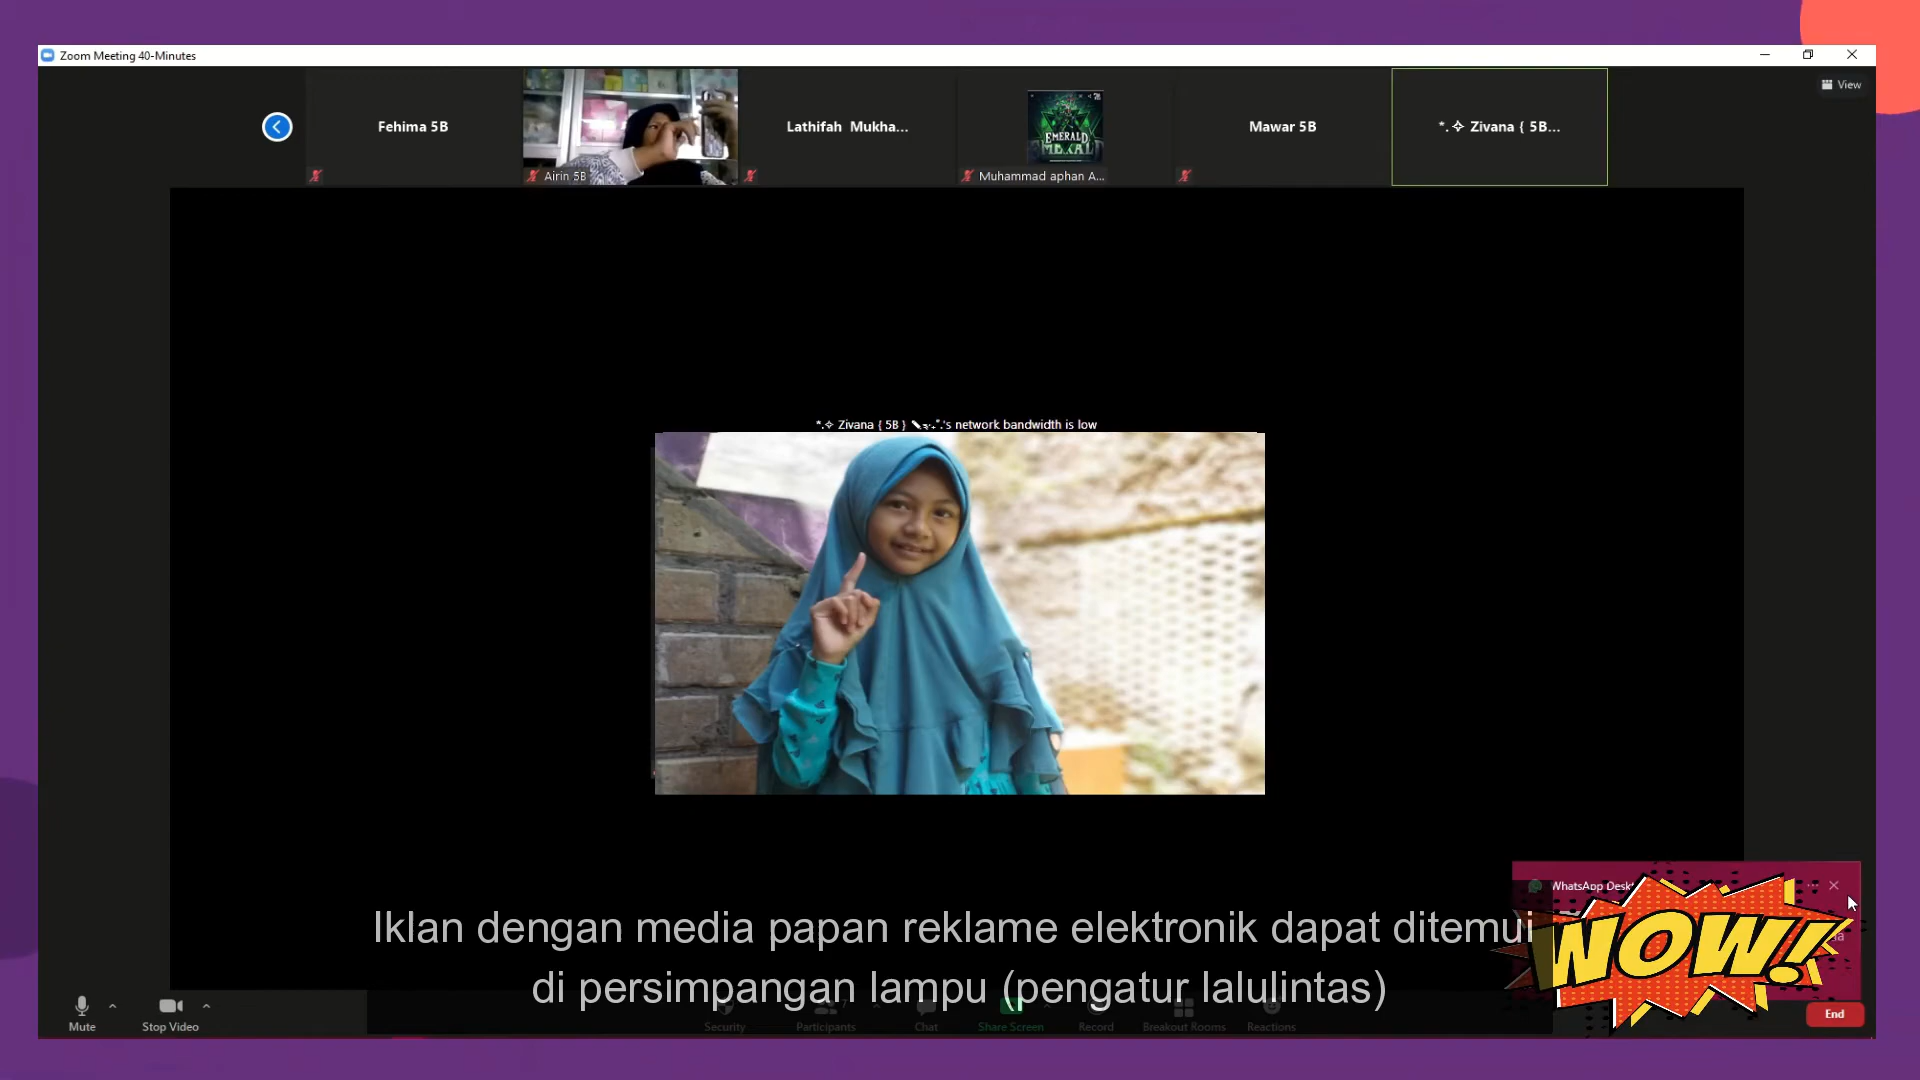 Zoom Meeting 40-Minutes
View
Fehima 5B
Airin 5B
Lathifah Mukha...
EMERALD
Muhammad aphan A...
Mawar 5B
*.✧ Zivana { 5B...
*.✧ Zivana { 5B } 's network bandwidth is low
WhatsApp Desk
WOW!
Iklan dengan media papan reklame elektronik dapat ditemui
di persimpangan lampu (pengatur lalulintas)
Mute
Stop Video
Security
Participants
7
Chat
Share Screen
Record
Breakout Rooms
Reactions
End